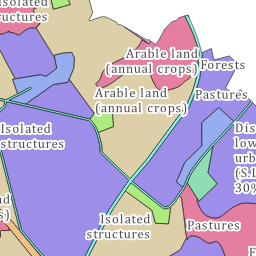 Isolated
structures
Arable land
(annual crops)
Forests
Arable land
(annual crops)
Pastures
Isolated
structures
Dis
low
urb
(S.L
30%
Isolated
structures
Pastures